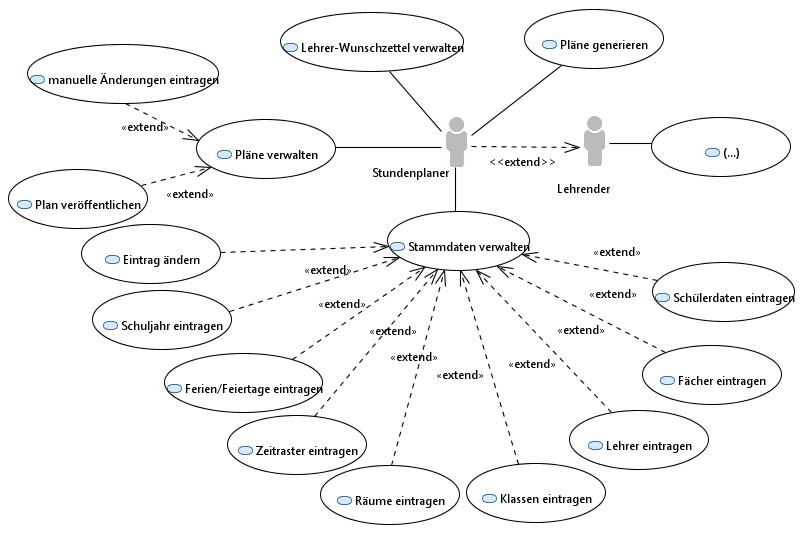 Lehrer-Wunschzettel verwalten
Pläne generieren
manuelle Änderungen eintragen
«extend»
Pläne verwalten
(...)
<<extend>>
Stundenplaner
Lehrender
«extend»
Plan veröffentlichen
Stammdaten verwalten
«extend»
Eintrag ändern
«extend»
«extend»
Schülerdaten eintragen
«extend»
Schuljahr eintragen
«extend»
«extend»
«extend»
«extend»
«extend»
Fächer eintragen
Ferien/Feiertage eintragen
Lehrer eintragen
Zeitraster eintragen
Räume eintragen
Klassen eintragen